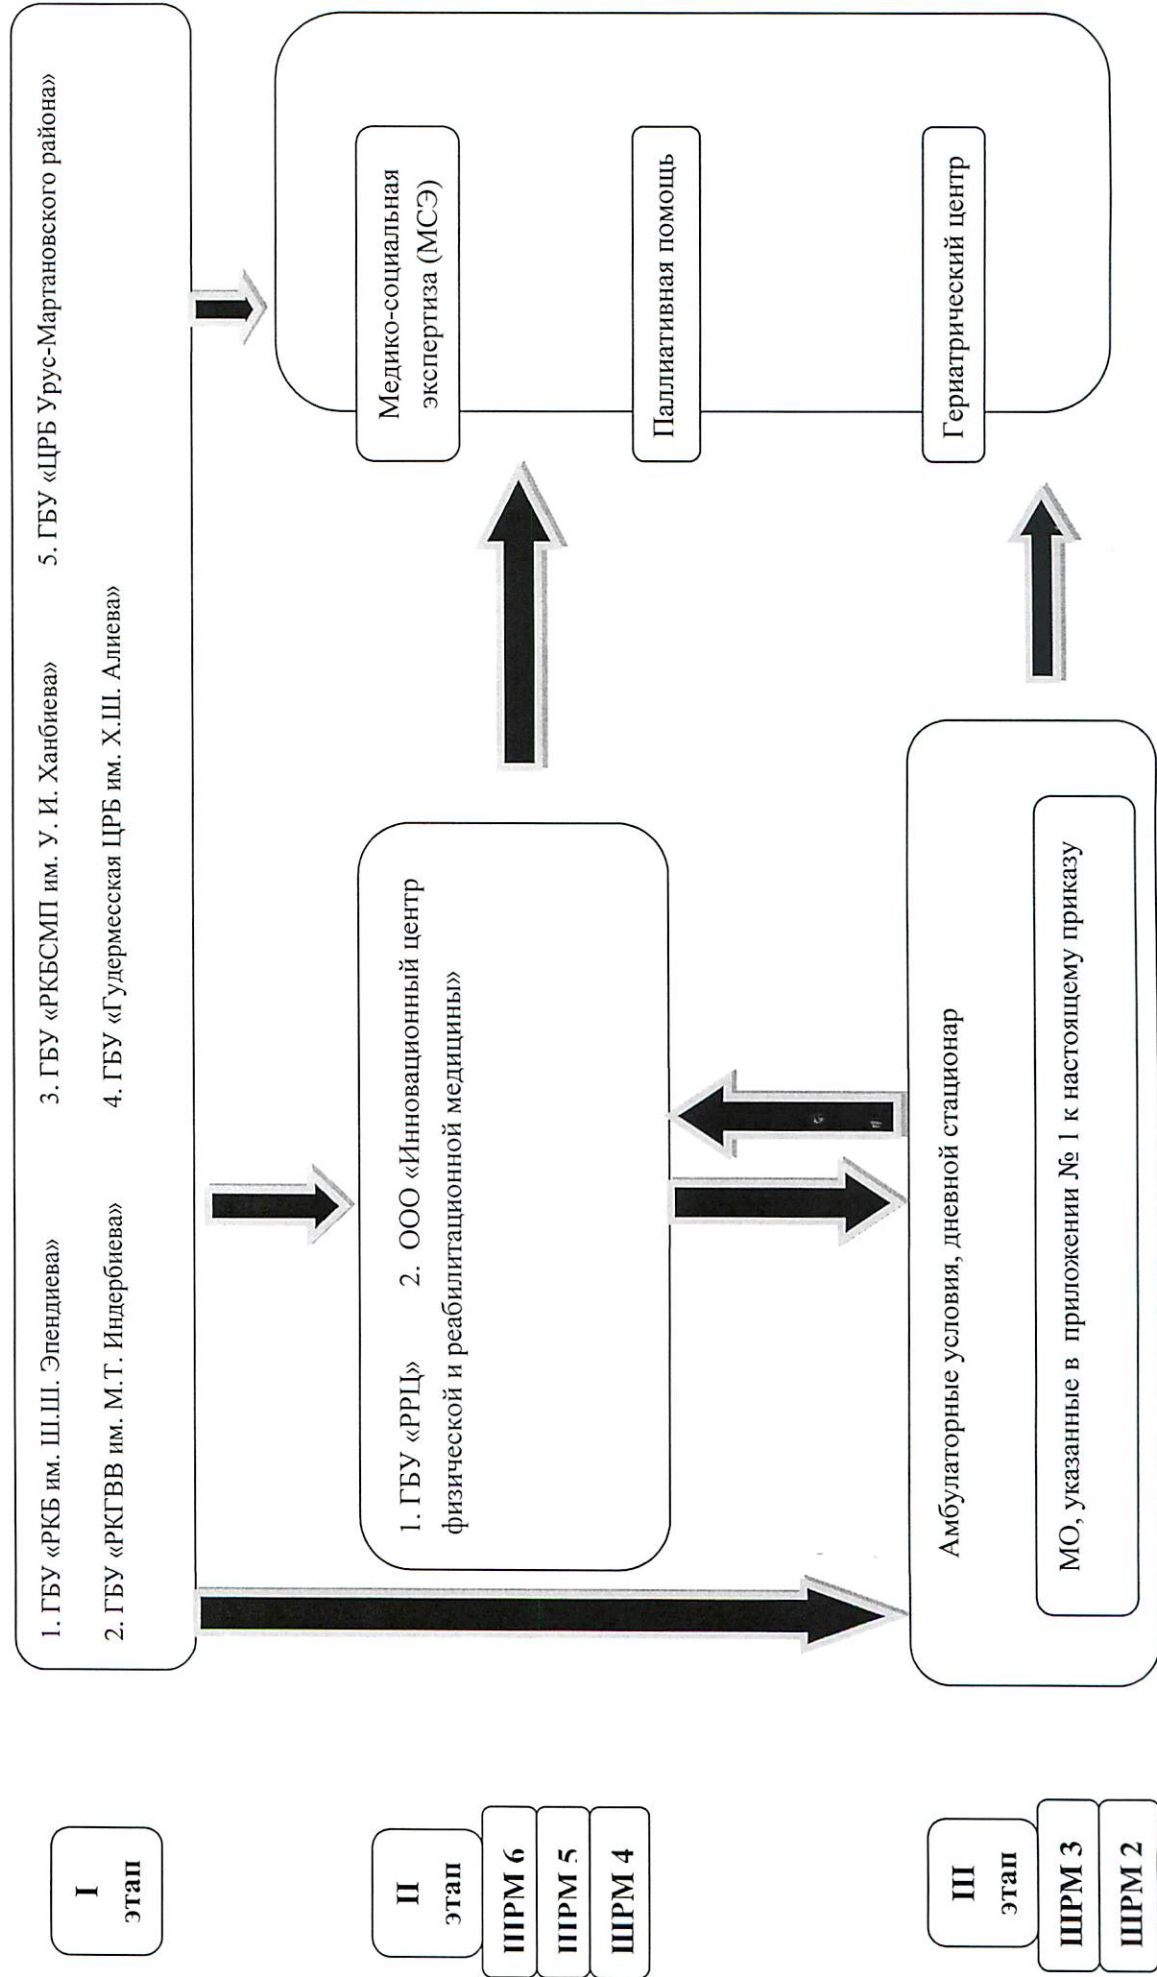 I
этап
1. ГБУ «РКБ им. Ш.Ш. Эпендиева»
3. ГБУ «РКБСМП им. У. И. Ханбиева»
5. ГБУ «ЦРБ Урус-Мартановского района»
2. ГБУ «РКГВВ им. М.Т. Индербиева»
4. ГБУ «Гудермесская ЦРБ им. Х.Ш. Алиева»
II
этап
ШРМ 6
ШРМ 5
ШРМ 4
1. ГБУ «РРЦ» 2. ООО «Инновационный центр
физической и реабилитационной медицины»
Медико-социальная
экспертиза (МСЭ)
Паллиативная помощь
Гериатрический центр
III
этап
ШРМ 3
ШРМ 2
Амбулаторные условия, дневной стационар
МО, указанные в приложении № 1 к настоящему приказу